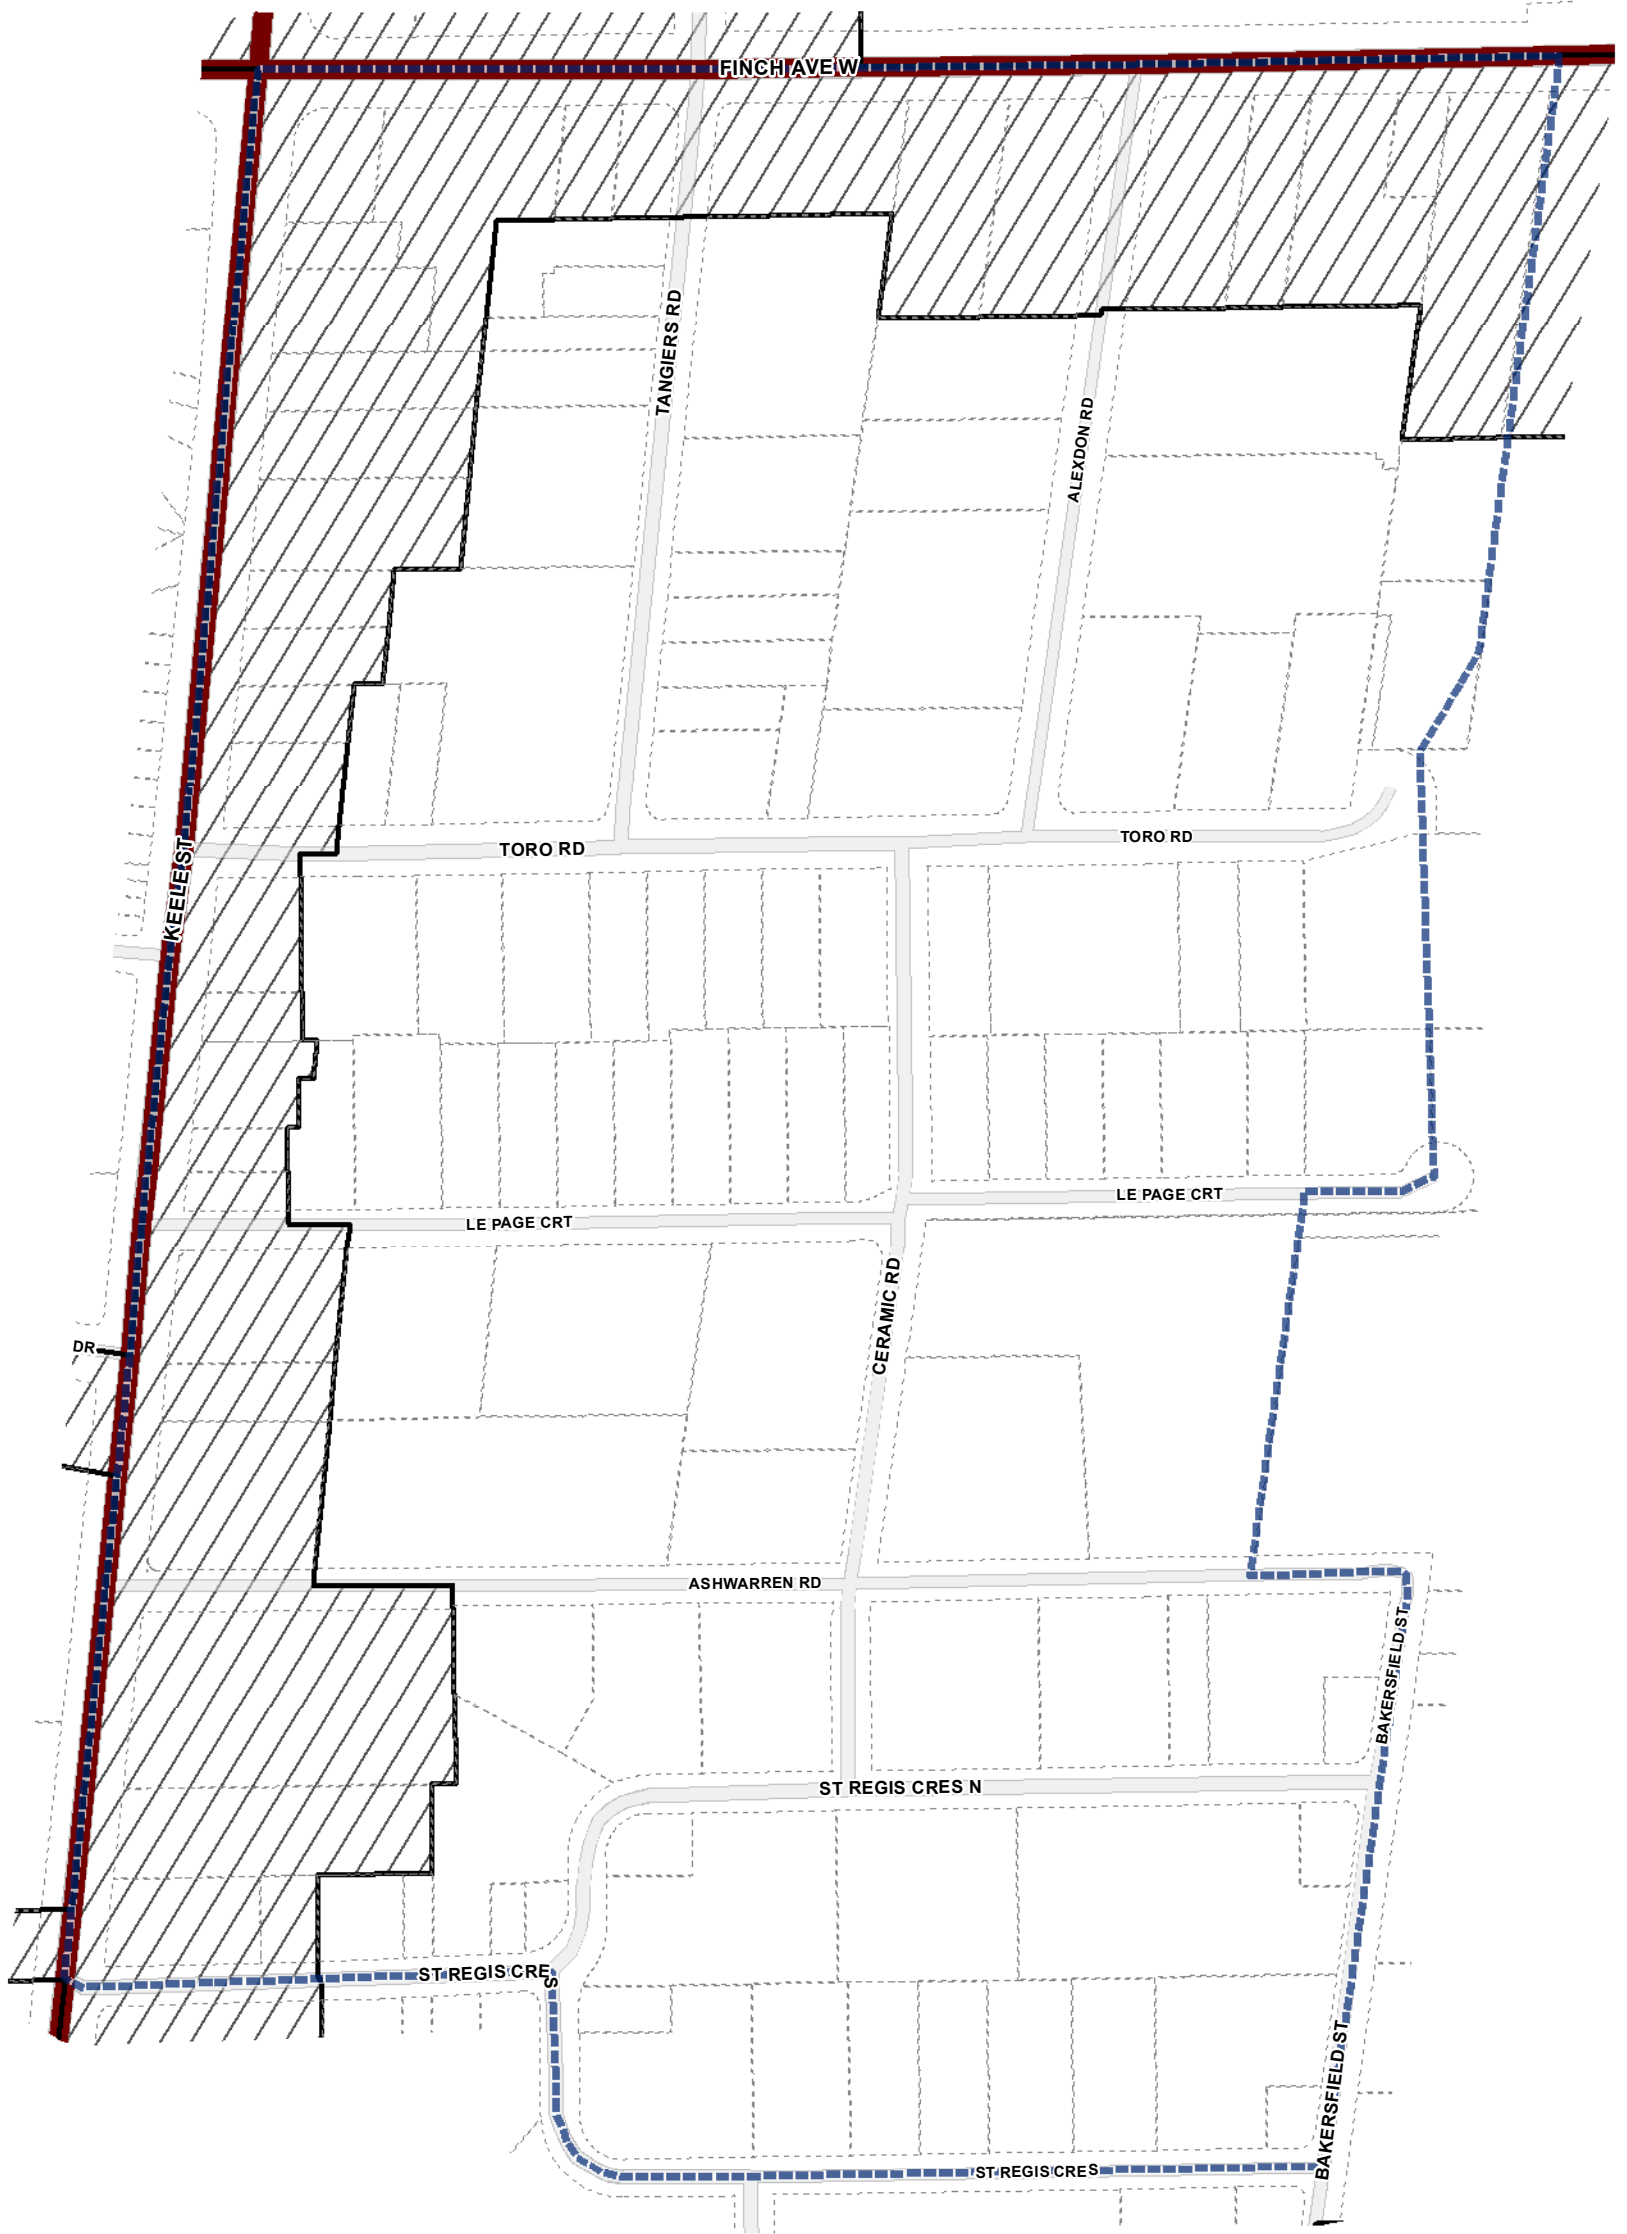 FINCH AVE W
TANGIERS RD
ALEXDON RD
TORO RD
TORO RD
KEELE ST
LE PAGE CRT
LE PAGE CRT
CERAMIC RD
DR
ASHWARREN RD
BAKERSFIELD ST
ST REGIS CRES N
ST REGIS CRES
BAKERSFIELD ST
ST REGIS CRES